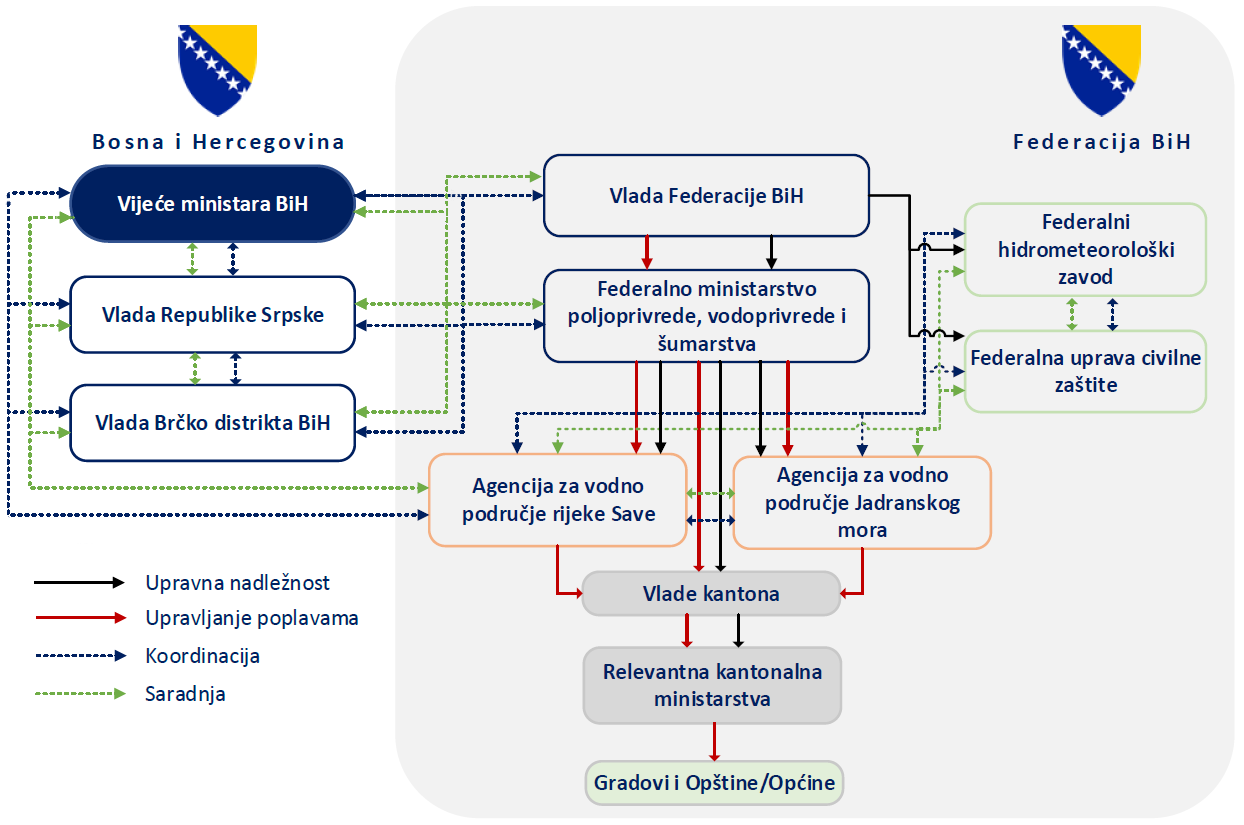 Bosna i Hercegovina
Federacija BiH
Vijeće ministara BiH
Vlada Federacije BiH
Federalni
hidrometeorološki
zavod
Vlada Republike Srpske
Federalno ministarstvo
poljoprivrede, vodoprivrede i
šumarstva
Federalna uprava civilne
zaštite
Vlada Brčko distrikta BiH
Agencija za vodno
područje rijeke Save
Agencija za vodno
područje Jadranskog
mora
Upravna nadležnost
Upravljanje poplavama
Koordinacija
Saradnja
Vlade kantona
Relevantna kantonalna
ministarstva
Gradovi i Opštine/Općine